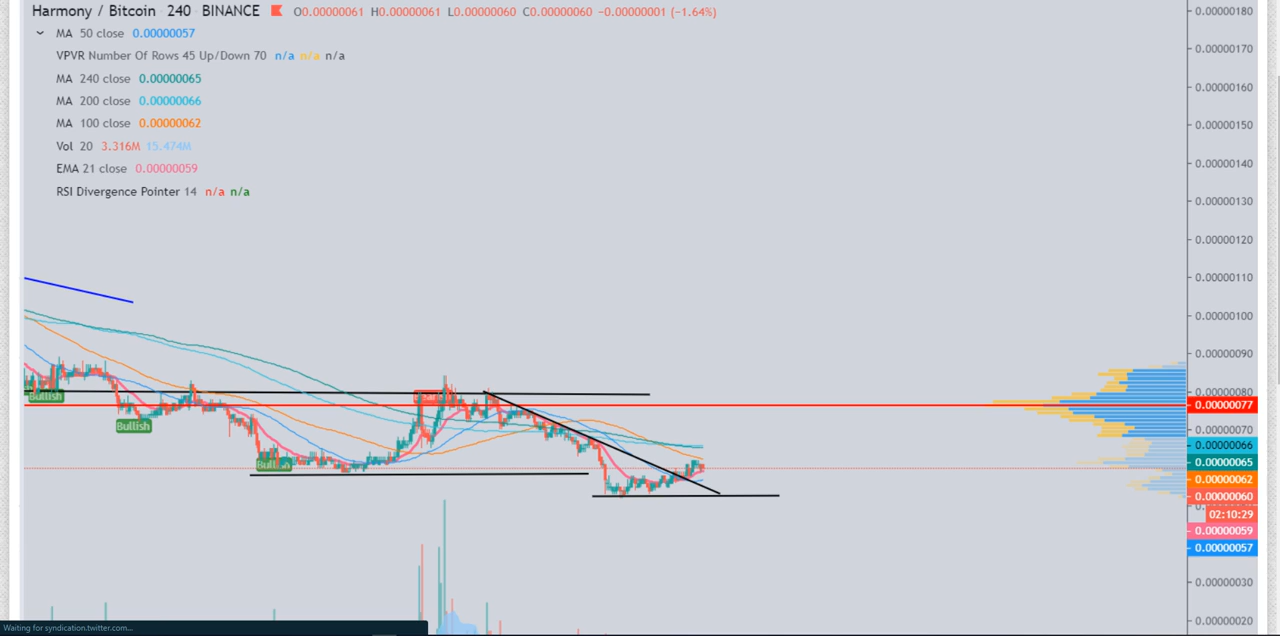 Harmony / Bitcoin 240 BINANCE O0.00000061 H0.00000061 L0.00000060 C0.00000060 −0.00000001 (−1.64%)
MA 50 close 0.00000057
VPVR Number Of Rows 45 Up/Down 70 n/a n/a n/a
MA 240 close 0.00000065
MA 200 close 0.00000066
MA 100 close 0.00000062
Vol 20 3.316M 15.474M
EMA 21 close 0.00000059
RSI Divergence Pointer 14 n/a n/a
0.00000180
0.00000170
0.00000160
0.00000150
0.00000140
0.00000130
0.00000120
0.00000110
0.00000100
0.00000090
0.00000080
0.00000077
0.00000070
0.00000066
0.00000065
0.00000062
0.00000060
02:10:29
0.00000059
0.00000057
0.00000030
0.00000020
Bullish
Bullish
Waiting for syndication.twitter.com...